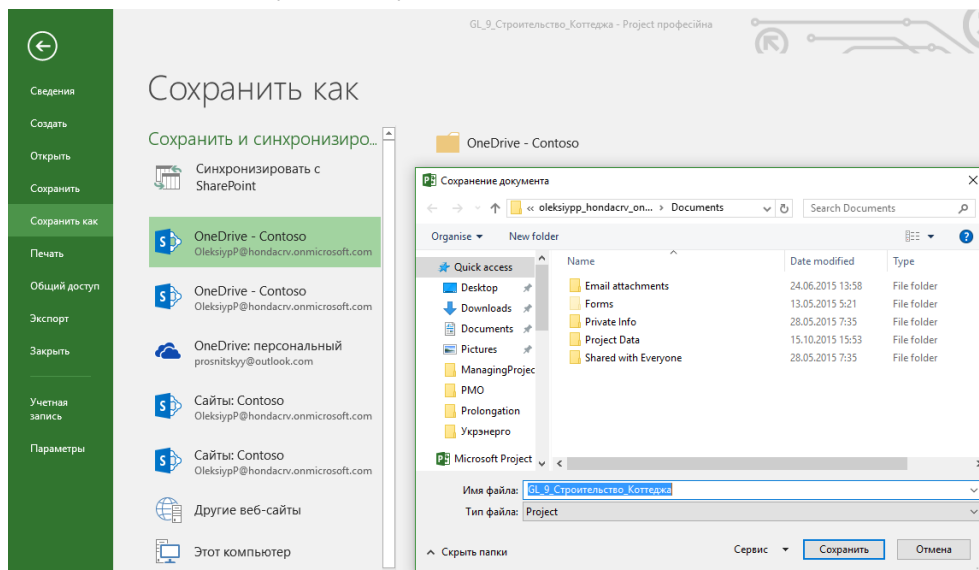 GL_9_Строительство_Коттеджа - Project професійна
Сведения
Создать
Открыть
Сохранить
Сохранить как
Печать
Общий доступ
Экспорт
Закрыть
Учетная
запись
Параметры
Сохранить как
Сохранить и синхронизиро...
Синхронизировать с
SharePoint
OneDrive - Contoso
OleksiypP@hondacrv.onmicrosoft.com
OneDrive - Contoso
OleksiypP@hondacrv.onmicrosoft.com
OneDrive: персональный
prosnitskyy@outlook.com
Сайты: Contoso
OleksiypP@hondacrv.onmicrosoft.com
Сайты: Contoso
OleksiypP@hondacrv.onmicrosoft.com
Другие веб-сайты
Этот компьютер
OneDrive - Contoso
Сохранение документа
« oleksiypp_hondacrv_on... > Documents
Search Documents
Organise
New folder
Quick access
Desktop
Downloads
Documents
Pictures
ManagingProjec
PMO
Prolongation
Укрэнерго
Microsoft Project
Name Date modified Type
Email attachments 24.06.2015 13:58 File folder
Forms 13.05.2015 5:21 File folder
Private Info 28.05.2015 7:35 File folder
Project Data 15.10.2015 15:53 File folder
Shared with Everyone 28.05.2015 7:35 File folder
Имя файла: GL_9_Строительство_Коттеджа
Тип файла: Project
Скрыть папки
Сервис
Сохранить
Отмена